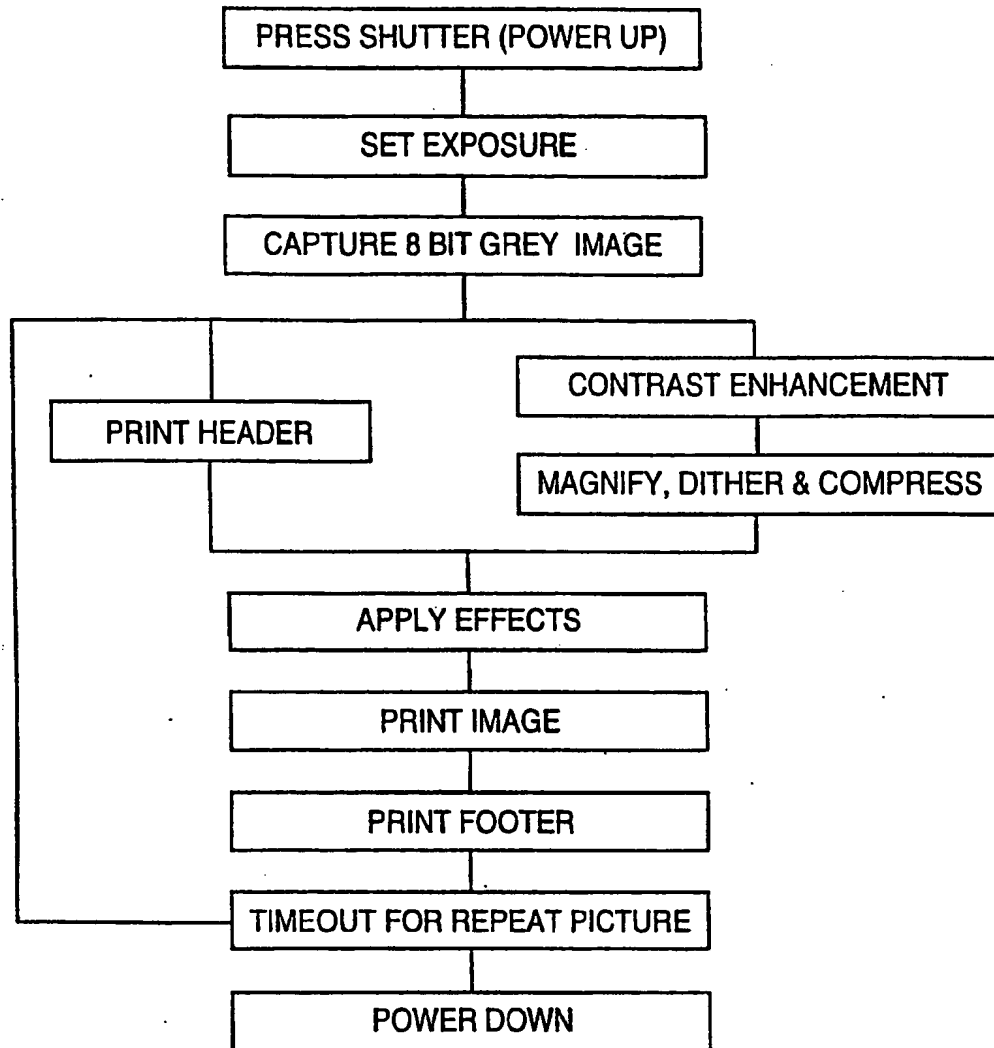 PRESS SHUTTER (POWER UP)
SET EXPOSURE
CAPTURE 8 BIT GREY IMAGE
CONTRAST ENHANCEMENT
PRINT HEADER
MAGNIFY, DITHER & COMPRESS
APPLY EFFECTS
PRINT IMAGE
PRINT FOOTER
TIMEOUT FOR REPEAT PICTURE
POWER DOWN